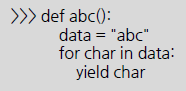 >>> def abc():
data = "abc"
for char in data:
yield char